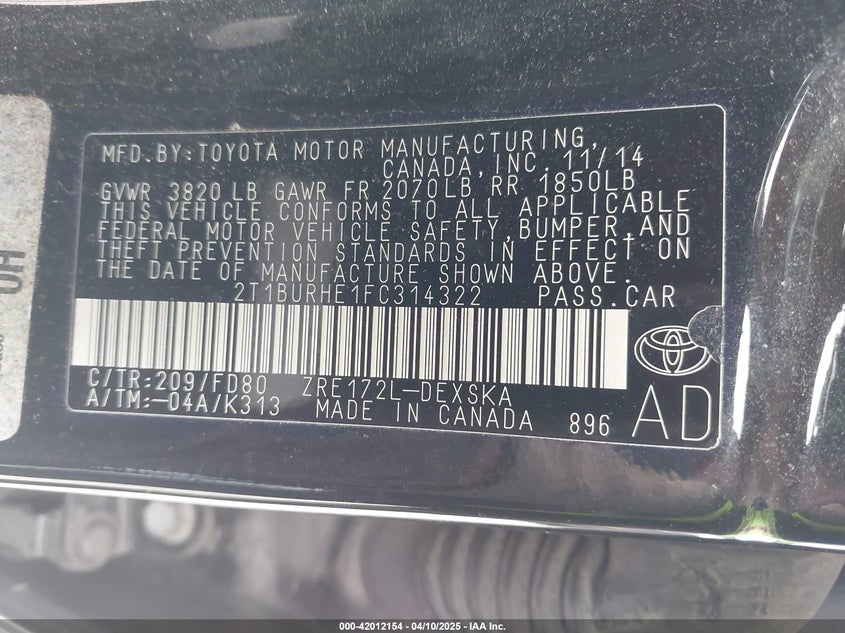 MFD.BY:TOYOTA MOTOR MANUFACTURING,
CANADA,INC. 11/14
GVWR 3820 LB GAWR FR 2070LB RR 1850LB
THIS VEHICLE CONFORMS TO ALL APPLICABLE
FEDERAL MOTOR VEHICLE SAFETY,BUMPER,AND
THEFT PREVENTION STANDARDS IN EFFECT ON
THE DATE OF MANUFACTURE SHOWN ABOVE.
2T1BURHE1FC314322 PASS.CAR
C/TR:209/FD80 ZRE172L-DEXSKA
A/TM:-04A/K313 MADE IN CANADA 896 AD
000-42012154 - 04/10/2025 - IAA Inc.